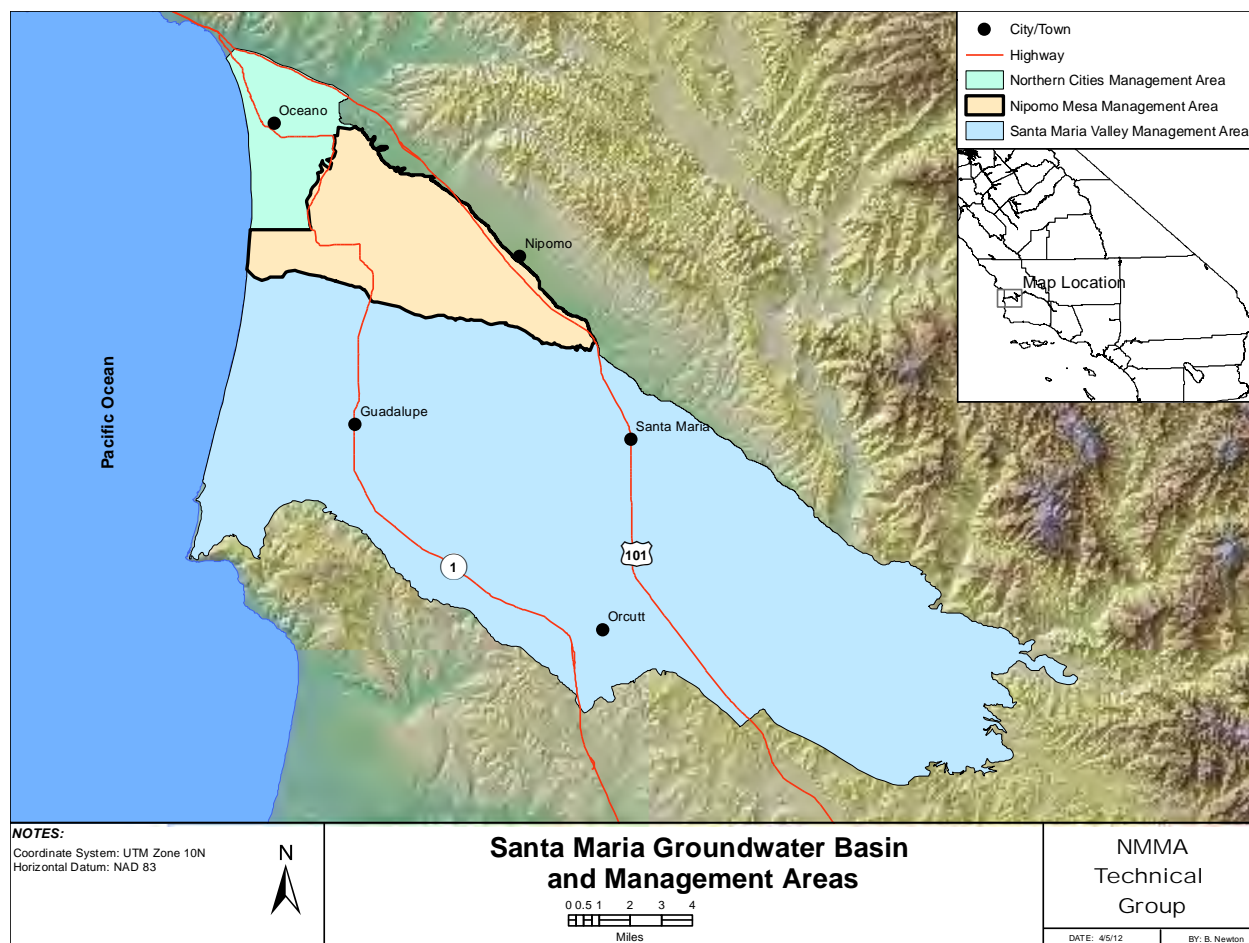 City/Town
Highway
Northern Cities Management Area
Nipomo Mesa Management Area
Santa Maria Valley Management Area
Oceano
Nipomo
Map Location
Pacific Ocean
Guadalupe
Santa Maria
101
1
Orcutt
NOTES:
Coordinate System: UTM Zone 10N
Horizontal Datum: NAD 83
N
Santa Maria Groundwater Basin
and Management Areas
0 0.5 1 2 3 4
Miles
NMMA
Technical
Group
DATE: 4/5/12
BY: B. Newton